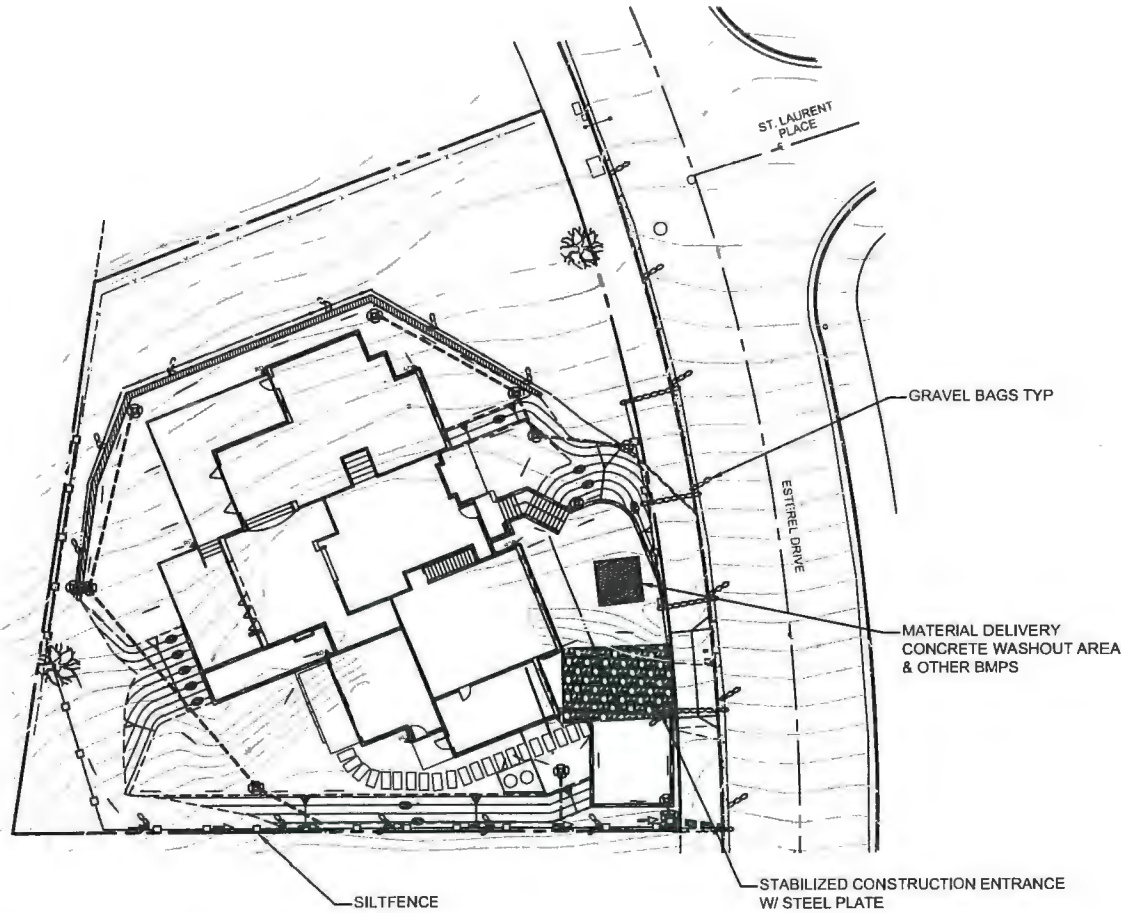 ST. LAURENT
PLACE
GRAVEL BAGS TYP
ESTEREL DRIVE
MATERIAL DELIVERY
CONCRETE WASHOUT AREA
& OTHER BMPS
STABILIZED CONSTRUCTION ENTRANCE
W/ STEEL PLATE
SILTFENCE